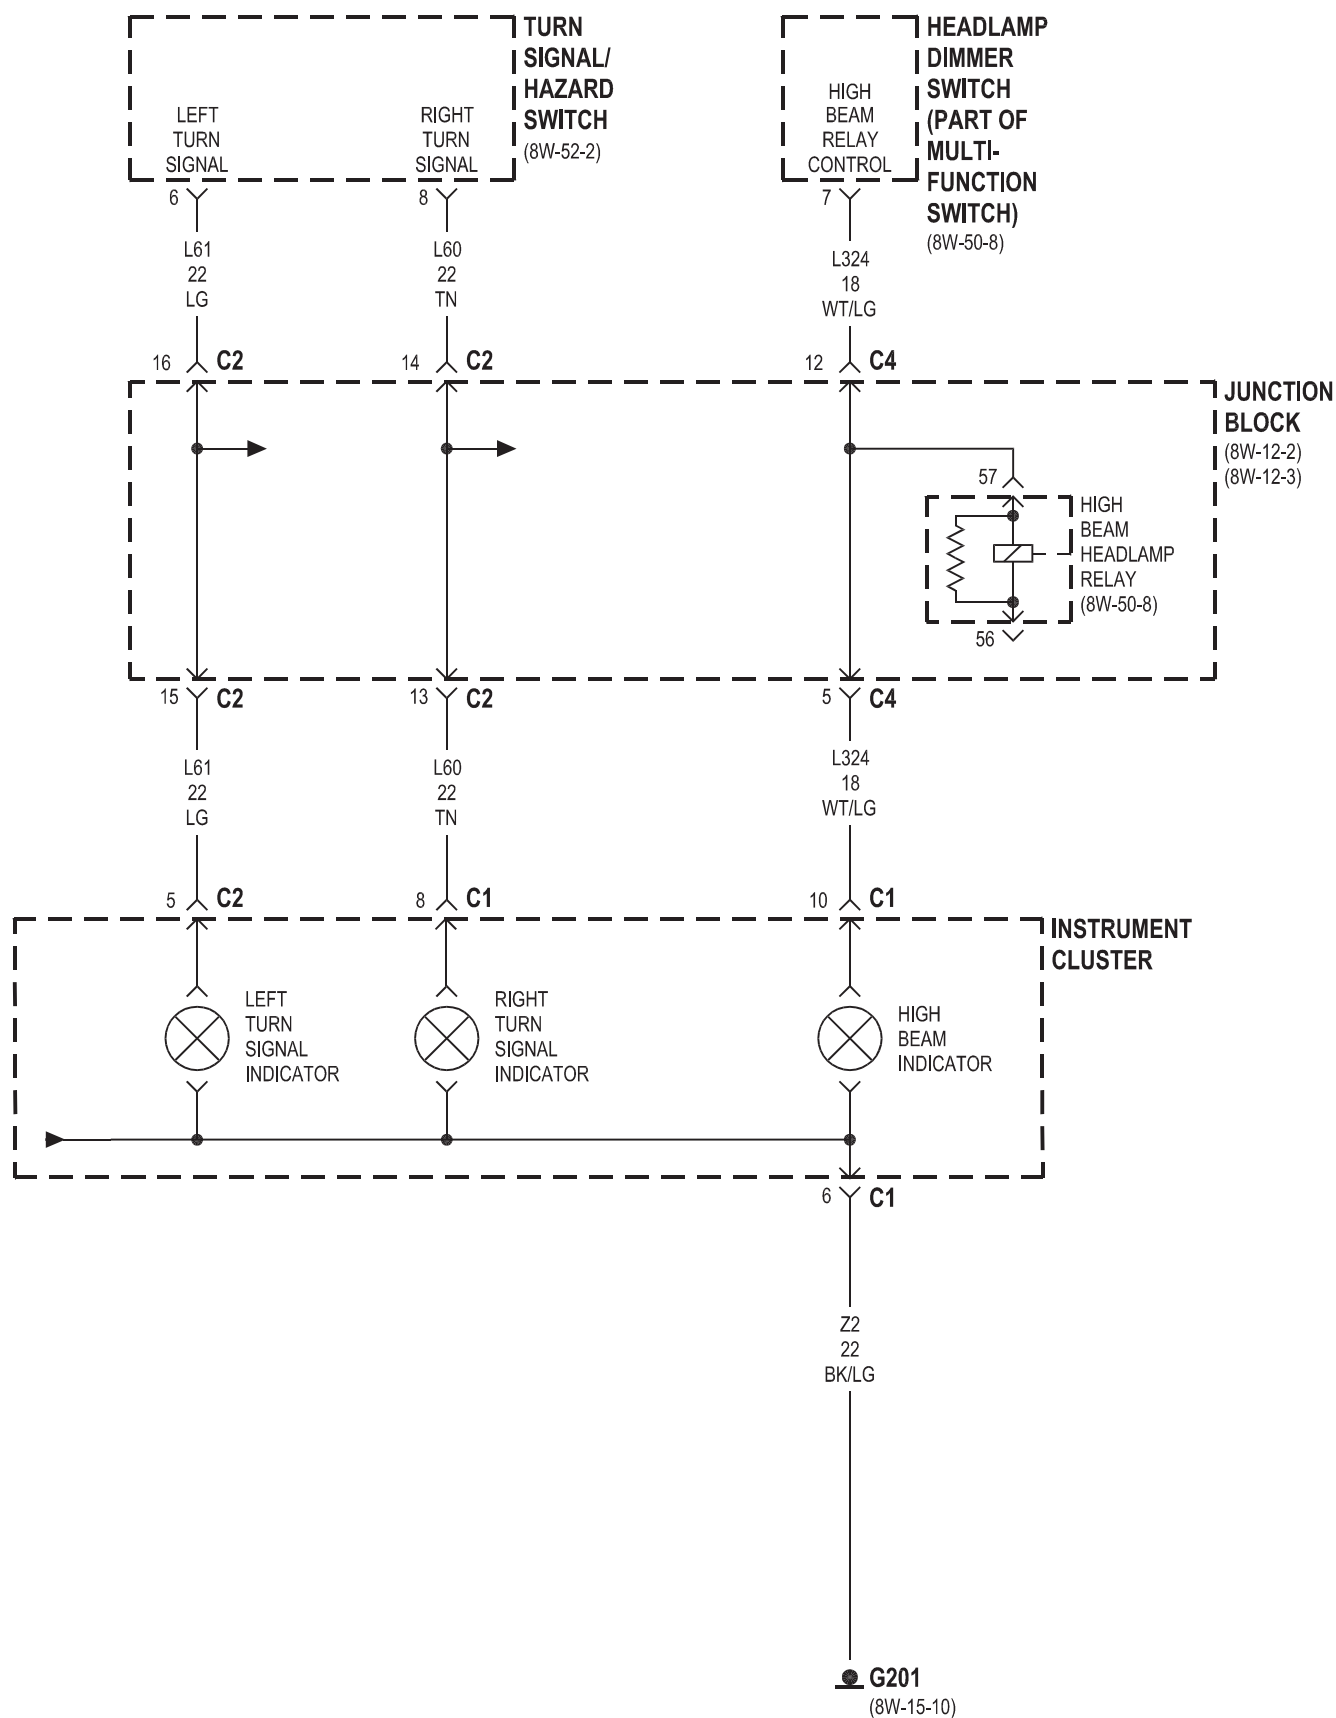 TURN
SIGNAL/
HAZARD
SWITCH
(8W-52-2)
LEFT
TURN
SIGNAL
RIGHT
TURN
SIGNAL
HEADLAMP
DIMMER
SWITCH
(PART OF
MULTI-
FUNCTION
SWITCH)
(8W-50-8)
HIGH
BEAM
RELAY
CONTROL
6
8
7
L61
22
LG
L60
22
TN
L324
18
WT/LG
16 C2
14 C2
12 C4
JUNCTION
BLOCK
(8W-12-2)
(8W-12-3)
57
HIGH
BEAM
HEADLAMP
RELAY
(8W-50-8)
56
15 C2
13 C2
5 C4
L61
22
LG
L60
22
TN
L324
18
WT/LG
5 C2
8 C1
10 C1
INSTRUMENT
CLUSTER
LEFT
TURN
SIGNAL
INDICATOR
RIGHT
TURN
SIGNAL
INDICATOR
HIGH
BEAM
INDICATOR
6 C1
Z2
22
BK/LG
G201
(8W-15-10)